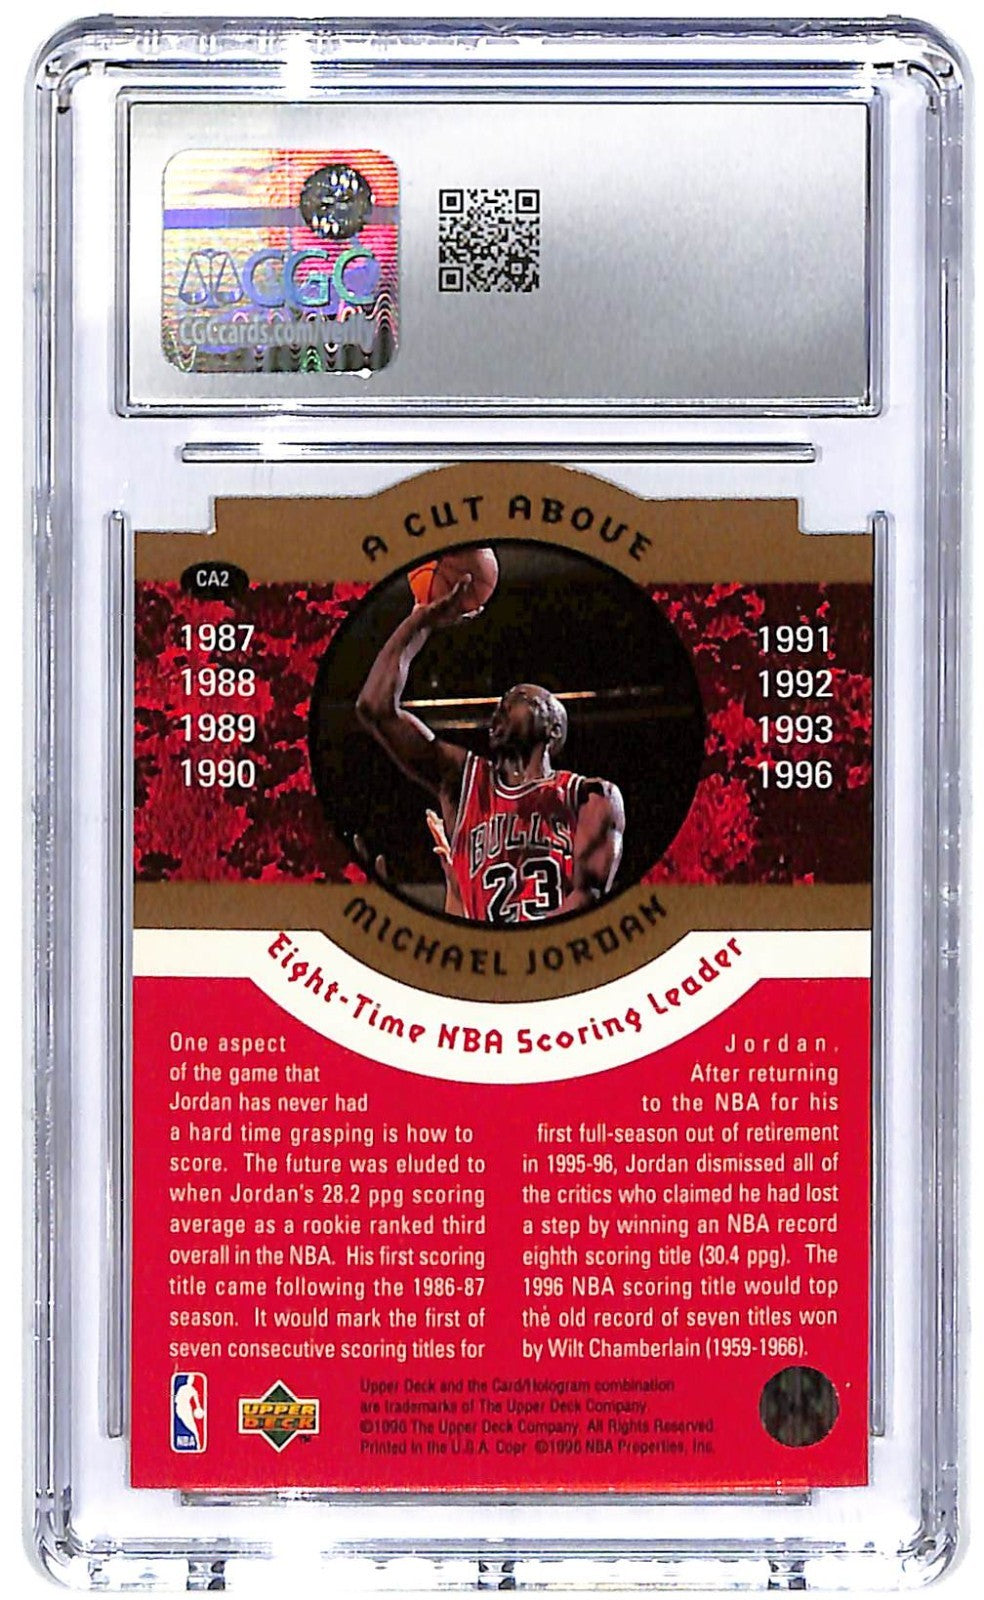 CGC
CGCcards.com/verify
A CUT ABOVE
CA2
1987
1988
1989
1990
1991
1992
1993
1996
BULLS
23
MICHAEL JORDAN
Eight-Time NBA Scoring Leader
One aspect
of the game that
Jordan has never had
a hard time grasping is how to
score. The future was eluded to
when Jordan's 28.2 ppg scoring
average as a rookie ranked third
overall in the NBA. His first scoring
title came following the 1986-87
season. It would mark the first of
seven consecutive scoring titles for
Jordan.
After returning
to the NBA for his
first full-season out of retirement
in 1995-96, Jordan dismissed all of
the critics who claimed he had lost
a step by winning an NBA record
eighth scoring title (30.4 ppg). The
1996 NBA scoring title would top
the old record of seven titles won
by Wilt Chamberlain (1959-1966).
NBA
UPPER
DECK
TM
Upper Deck and the Card/Hologram combination
are trademarks of The Upper Deck Company.
©1996 The Upper Deck Company. All Rights Reserved.
Printed in the U.S.A. Copr. ©1996 NBA Properties, Inc.